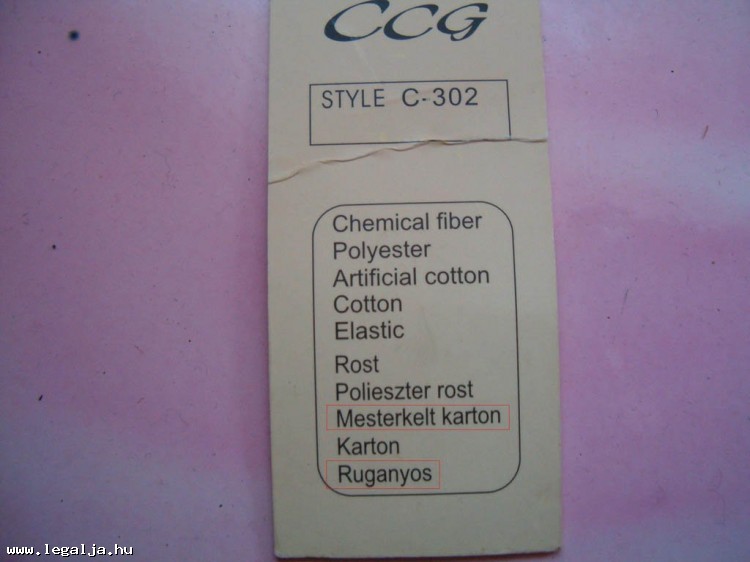 CCG
STYLE C-302
Chemical fiber
Polyester
Artificial cotton
Cotton
Elastic
Rost
Polieszter rost
Mesterkelt karton
Karton
Ruganyos
www.legalja.hu